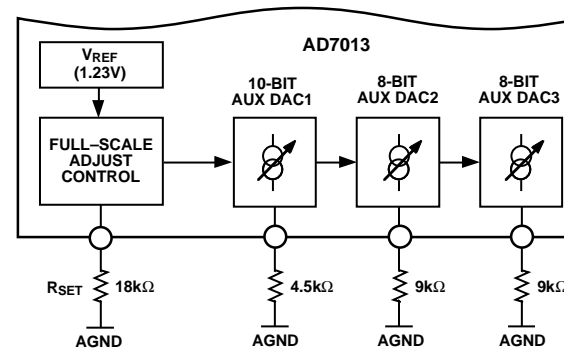 AD7013
VREF
(1.23V)
10-BIT
AUX DAC1
8-BIT
AUX DAC2
8-BIT
AUX DAC3
FULL–SCALE
ADJUST
CONTROL
RSET
18kΩ
4.5kΩ
9kΩ
9kΩ
AGND
AGND
AGND
AGND